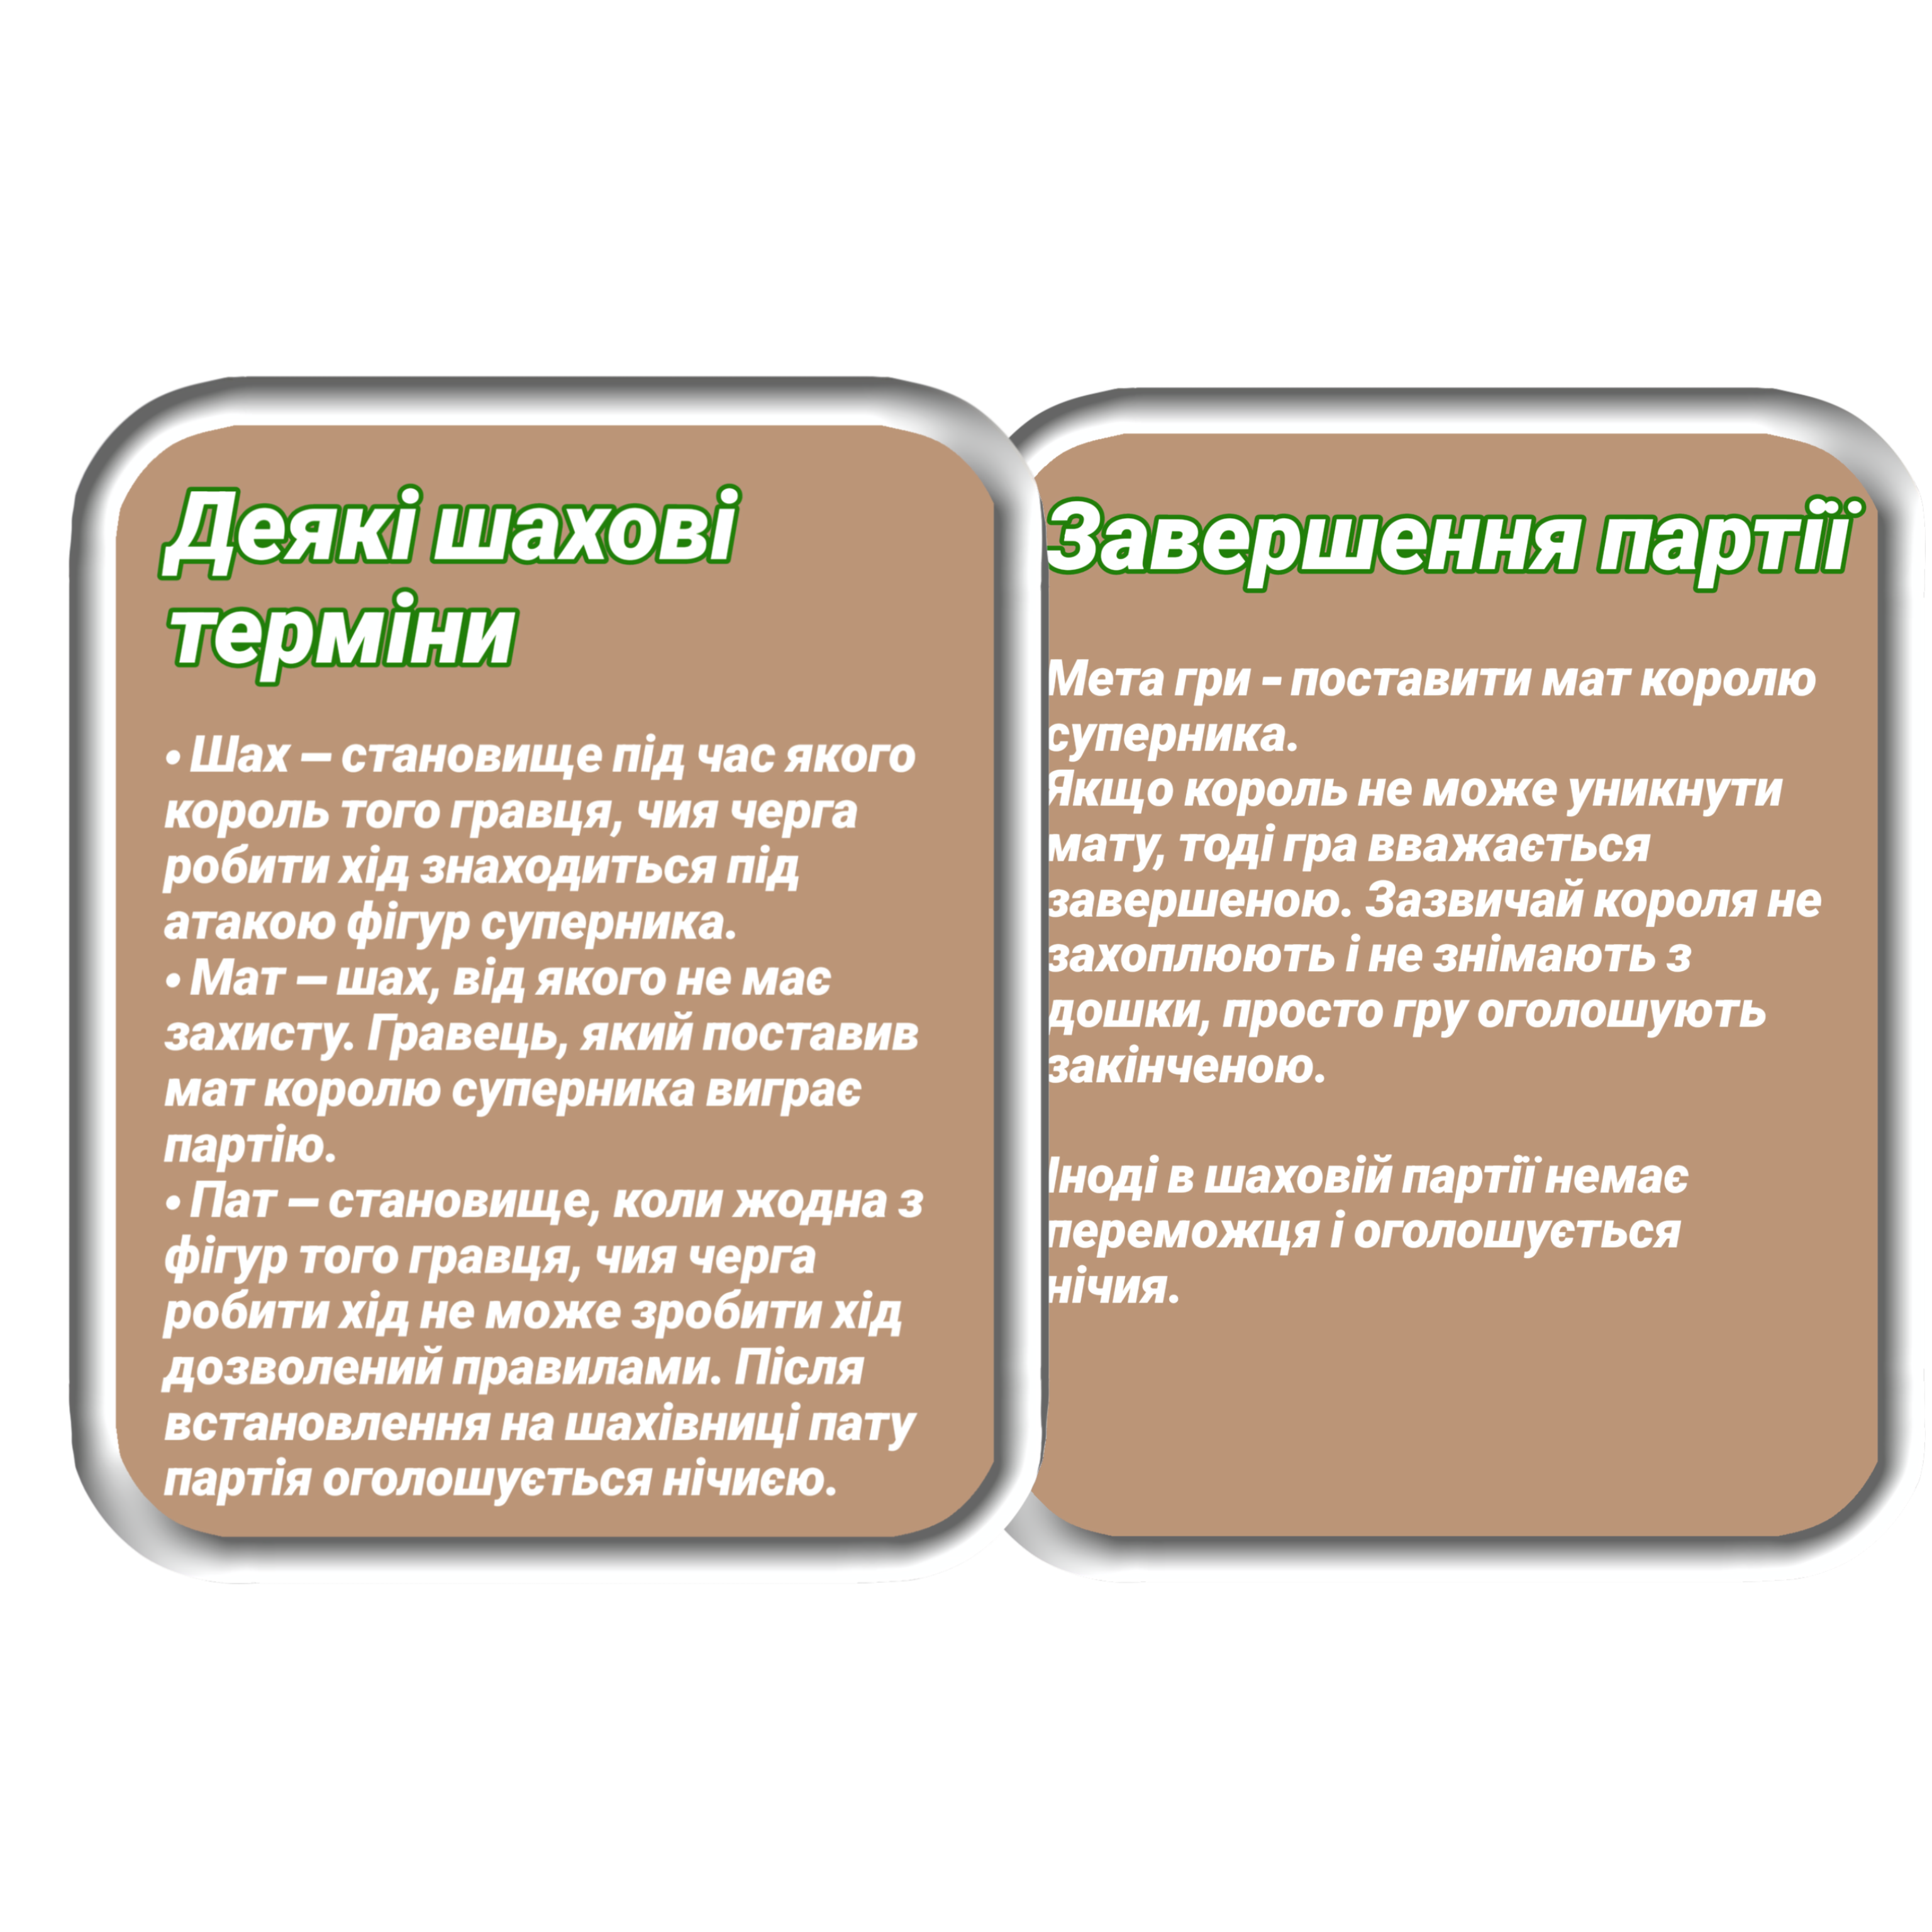 Деякі шахові
терміни
• Шах — становище під час якого
король того гравця, чия черга
робити хід знаходиться під
атакою фігур суперника.
• Мат — шах, від якого не має
захисту. Гравець, який поставив
мат королю суперника виграє
партію.
• Пат — становище, коли жодна з
фігур того гравця, чия черга
робити хід не може зробити хід
дозволений правилами. Після
встановлення на шахівниці пату
партія оголошується нічиєю.
Завершення партії
Мета гри - поставити мат королю
суперника.
Якщо король не може уникнути
мату, тоді гра вважається
завершеною. Зазвичай короля не
захоплюють і не знімають з
дошки, просто гру оголошують
закінченою.
Іноді в шаховій партії немає
переможця і оголошується
нічия.